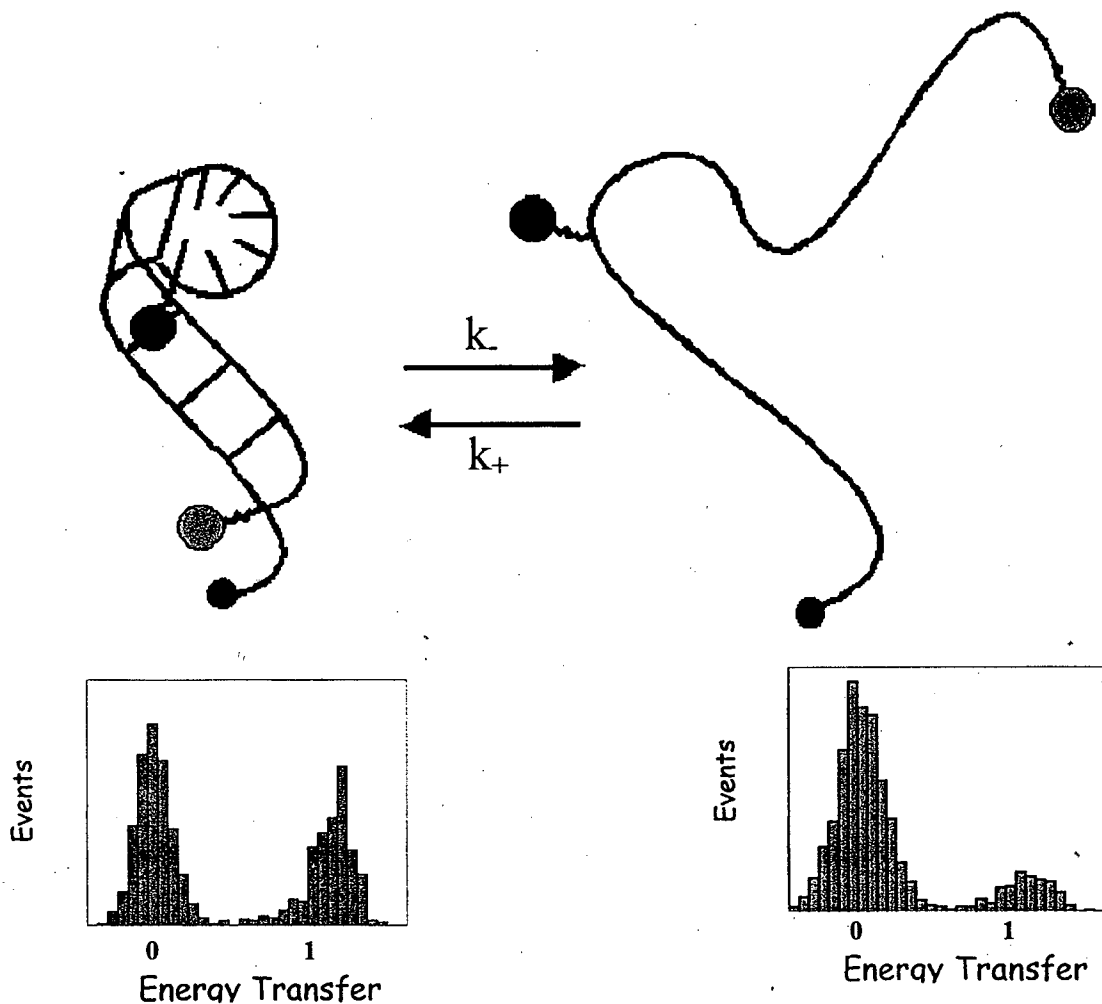 k-
k+
Events
0 1
Energy Transfer
Events
0 1
Energy Transfer